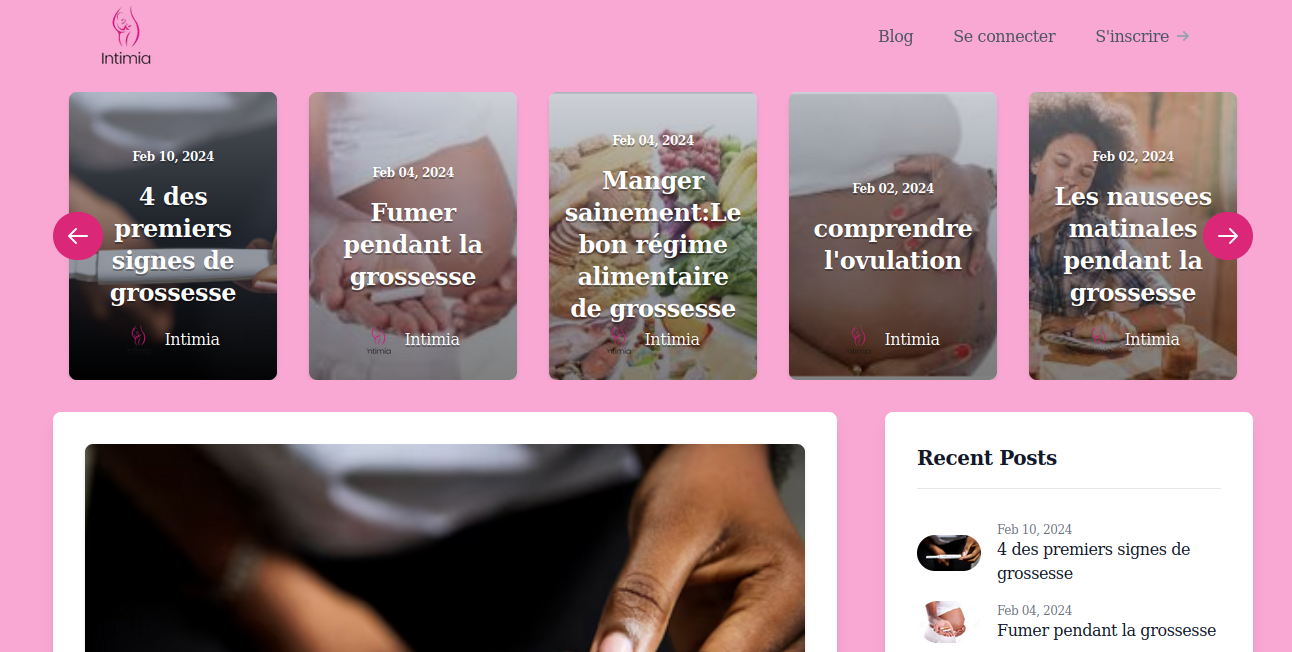 Intimia
Blog
Se connecter
S'inscrire →
Feb 10, 2024
4 des
premiers
signes de
grossesse
Intimia
Feb 04, 2024
Fumer
pendant la
grossesse
Intimia
Feb 04, 2024
Manger
sainement:Le
bon régime
alimentaire
de grossesse
Intimia
Feb 02, 2024
comprendre
l'ovulation
Intimia
Feb 02, 2024
Les nausees
matinales
pendant la
grossesse
Intimia
Recent Posts
Feb 10, 2024
4 des premiers signes de
grossesse
Feb 04, 2024
Fumer pendant la grossesse